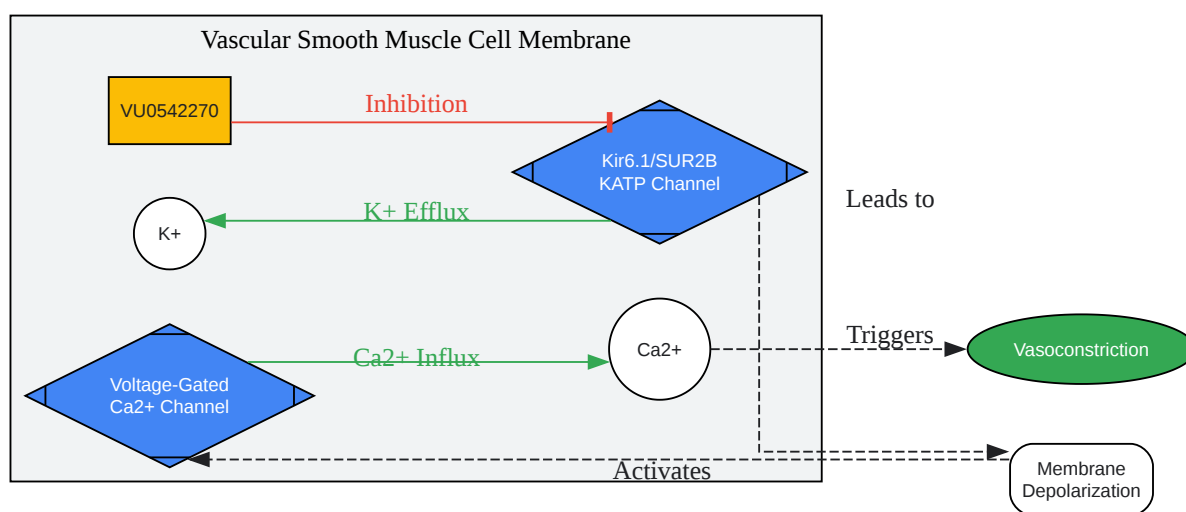 Vascular Smooth Muscle Cell Membrane
VU0542270
Inhibition
Kir6.1/SUR2B
KATP Channel
K+ Efflux
K+
Leads to
Ca2+
Triggers
Vasoconstriction
Ca2+ Influx
Voltage-Gated
Ca2+ Channel
Activates
Membrane
Depolarization